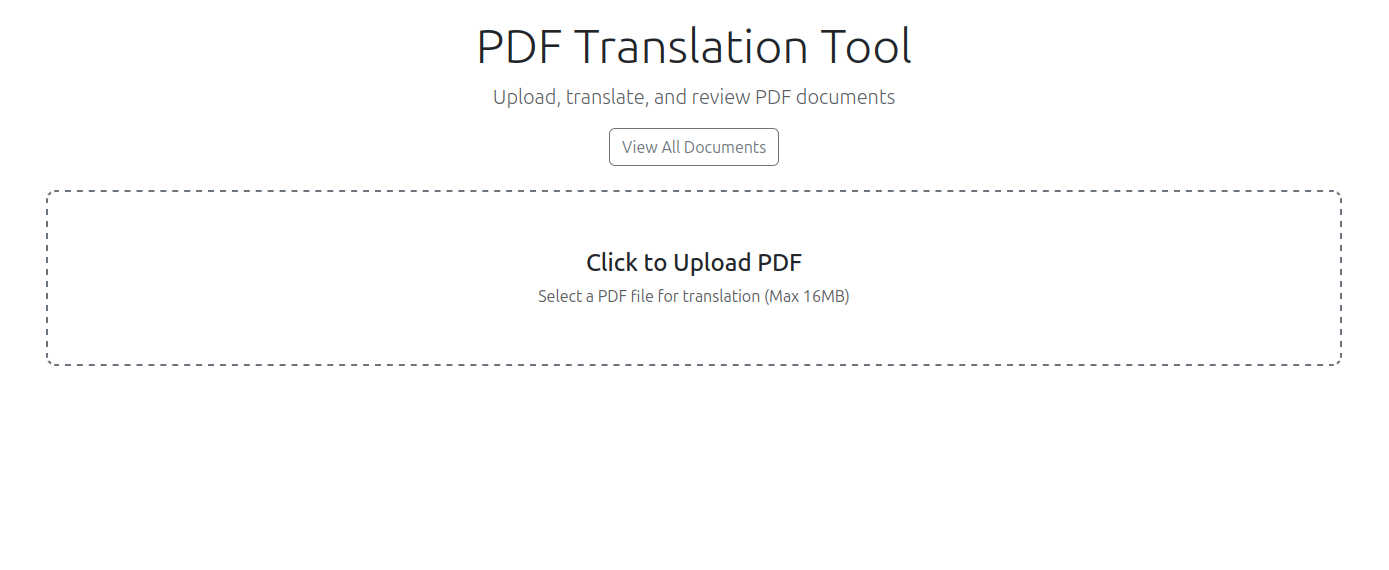 PDF Translation Tool
Upload, translate, and review PDF documents
View All Documents
Click to Upload PDF
Select a PDF file for translation (Max 16MB)